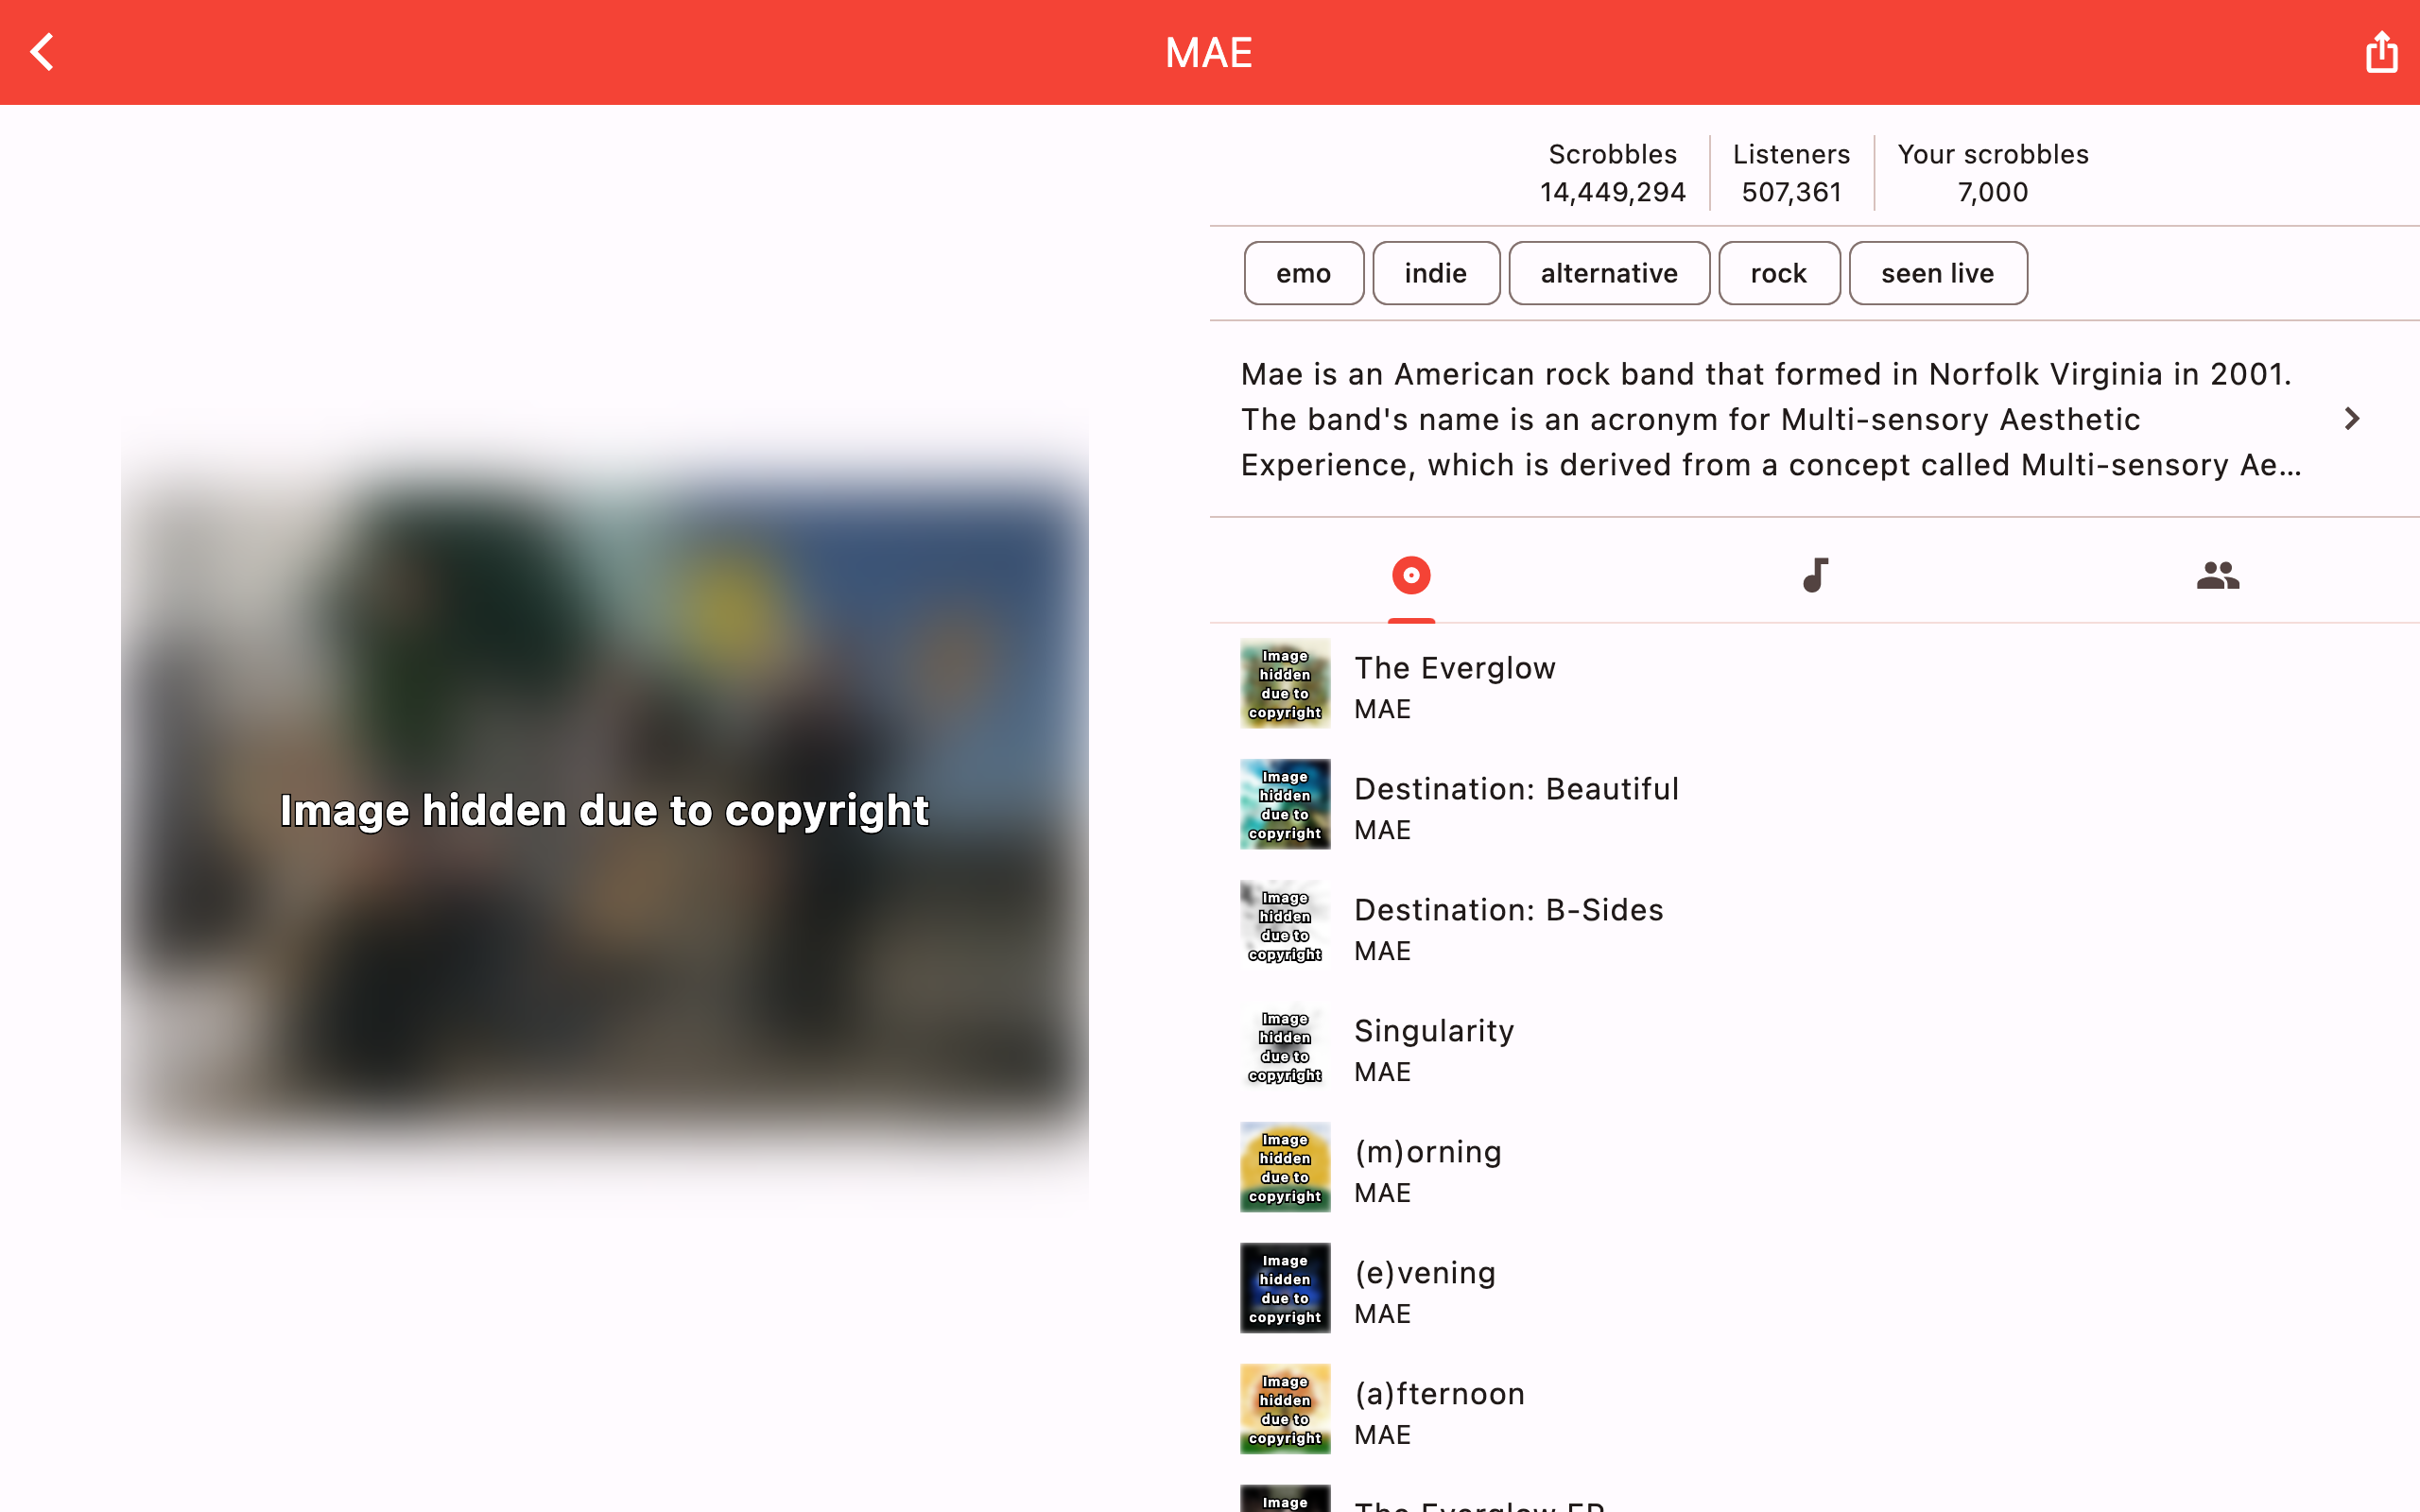 MAE
Scrobbles
14,449,294
Listeners
507,361
Your scrobbles
7,000
emo
indie
alternative
rock
seen live
Mae is an American rock band that formed in Norfolk Virginia in 2001.
The band's name is an acronym for Multi-sensory Aesthetic
Experience, which is derived from a concept called Multi-sensory Ae...
Image hidden due to copyright
Image
hidden
due to
copyright
The Everglow
MAE
Image
hidden
due to
copyright
Destination: Beautiful
MAE
Image
hidden
due to
copyright
Destination: B-Sides
MAE
Image
hidden
due to
copyright
Singularity
MAE
Image
hidden
due to
copyright
(m)orning
MAE
Image
hidden
due to
copyright
(e)vening
MAE
Image
hidden
due to
copyright
(a)fternoon
MAE
Image
The Everglow EP